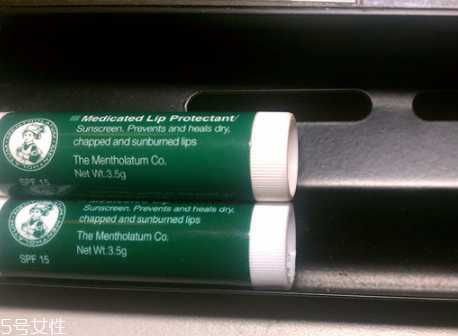 Medicated Lip Protectant/
Sunscreen. Prevents and heals dry,
chapped and sunburned lips
The Mentholatum Co.
Net Wt.3.5g
SPF 15
Sunscreen. Prevents and heals dry,
chapped and sunburned lips
The Mentholatum Co.
Net Wt.3.5g
SPF 15
5号女性